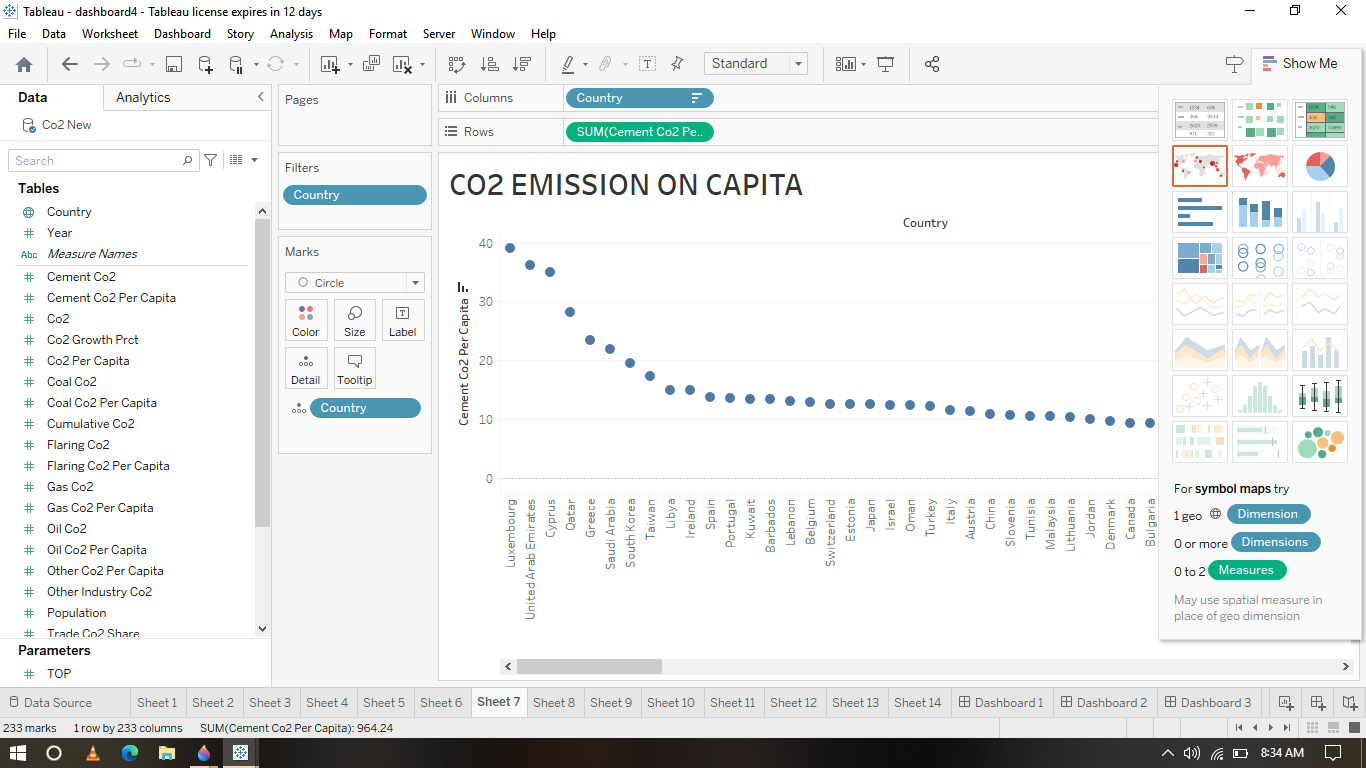 Tableau - dashboard4 - Tableau license expires in 12 days
File Data Worksheet Dashboard Story Analysis Map Format Server Window Help
Standard
Show Me
Data Analytics
Co2 New
Search
Tables
Country
Year
Abc Measure Names
Cement Co2
Cement Co2 Per Capita
Co2
Co2 Growth Prct
Co2 Per Capita
Coal Co2
Coal Co2 Per Capita
Cumulative Co2
Flaring Co2
Flaring Co2 Per Capita
Gas Co2
Gas Co2 Per Capita
Oil Co2
Oil Co2 Per Capita
Other Co2 Per Capita
Other Industry Co2
Population
Trade Co2 Share
Parameters
TOP
Pages
Filters
Country
Marks
Circle
Color Size Label
Detail Tooltip
Country
Columns Country
Rows SUM(Cement Co2 Pe..
CO2 EMISSION ON CAPITA
Country
Cement Co2 Per Capita
40
30
20
10
0
Luxembourg
United Arab Emirates
Cyprus
Qatar
Greece
Saudi Arabia
South Korea
Taiwan
Libya
Ireland
Spain
Portugal
Kuwait
Barbados
Lebanon
Belgium
Switzerland
Estonia
Japan
Israel
Oman
Turkey
Italy
Austria
China
Slovenia
Tunisia
Malaysia
Lithuania
Jordan
Denmark
Canada
Bulgaria
For symbol maps try
1 geo Dimension
0 or more Dimensions
0 to 2 Measures
May use spatial measure in
place of geo dimension
Data Source Sheet 1 Sheet 2 Sheet 3 Sheet 4 Sheet 5 Sheet 6 Sheet 7 Sheet 8 Sheet 9 Sheet 10 Sheet 11 Sheet 12 Sheet 13 Sheet 14 Dashboard 1 Dashboard 2 Dashboard 3
233 marks 1 row by 233 columns SUM(Cement Co2 Per Capita): 964.24
8:34 AM